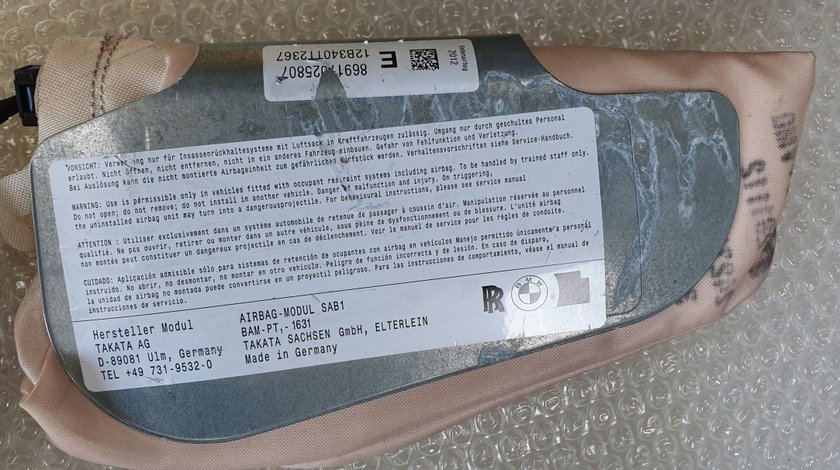 Seitenairbag
2012
E
8691 025807
12B340TT2367
VORSICHT: Verwer ung nur für Insassenrückhaltesysteme mit Luftsack in Kraftfahrzeugen zulässig. Umgang nur durch geschultes Personal
erlaubt. Nicht öffnen, nicht entfernen, nicht in ein anderes Fahrzeug einbauen. Gefahr von Fehlfunktion und Verletzung.
Bei Auslösung kann die nicht montierte Airbageinheit zum gefährlichen Wurfstück werden. Verhaltensvorschriften siehe Service-Handbuch.
WARNING: Use is permissible only in vehicles fitted with occupant restraint systems including airbag. To be handled by trained staff only.
Do not open; do not remove; do not install in another vehicle. Danger of malfunction and injury. On triggering,
the uninstalled airbag unit may turn into a dangerousprojectile. For behavioral instructions, please see service manual
ATTENTION : Utiliser exclusivement dans un système automobile de retenue de passager à coussin d'air. Manipulation réservée au personnel
qualifié. Ne pas ouvrir, retirer ou monter dans un autre véhicule, sous peine de dysfonctionnement ou de blessure. L'unité airbag
non montée peut constituer un dangereux projectile en cas de déclenchement. Voir le manuel de service pour les règles de conduite.
CUIDADO: Aplicación admisible sólo para sistemas de retención de ocupantes con airbag en vehículos Manejo permitido únicamente a personal
instruido. No abrir, no desmontar, no montar en otro vehículo. Peligro de función incorrecta y de lesión. En caso de disparo,
la unidad de airbag no montada puede convertirse en proyectil peligroso. Para las instrucciones de comportamiento, véase el manual de
instrucciones de servicio.
Hersteller Modul
TAKATA AG
D-89081 Ulm, Germany
TEL +49 731-9532-0
AIRBAG-MODUL SAB1
BAM-PT₁-1631
TAKATA SACHSEN GmbH, ELTERLEIN
Made in Germany
RR
BMW